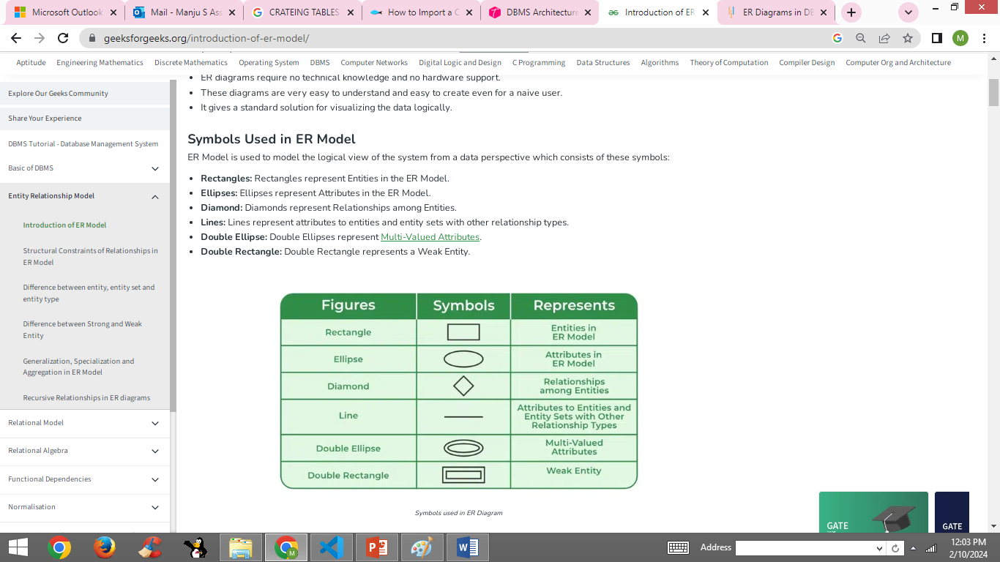 Microsoft Outlook
Mail - Manju S Ass
CRATEING TABLES
How to Import a C
DBMS Architecture
Introduction of ER
ER Diagrams in DB
geeksforgeeks.org/introduction-of-er-model/
M
Aptitude Engineering Mathematics Discrete Mathematics Operating System DBMS Computer Networks Digital Logic and Design C Programming Data Structures Algorithms Theory of Computation Compiler Design Computer Org and Architecture
Explore Our Geeks Community
Share Your Experience
DBMS Tutorial - Database Management System
Basic of DBMS
Entity Relationship Model
Introduction of ER Model
Structural Constraints of Relationships in
ER Model
Difference between entity, entity set and
entity type
Difference between Strong and Weak
Entity
Generalization, Specialization and
Aggregation in ER Model
Recursive Relationships in ER diagrams
Relational Model
Relational Algebra
Functional Dependencies
Normalisation
• ER diagrams require no technical knowledge and no hardware support.
• These diagrams are very easy to understand and easy to create even for a naive user.
• It gives a standard solution for visualizing the data logically.
Symbols Used in ER Model
ER Model is used to model the logical view of the system from a data perspective which consists of these symbols:
• Rectangles: Rectangles represent Entities in the ER Model.
• Ellipses: Ellipses represent Attributes in the ER Model.
• Diamond: Diamonds represent Relationships among Entities.
• Lines: Lines represent attributes to entities and entity sets with other relationship types.
• Double Ellipse: Double Ellipses represent Multi-Valued Attributes.
• Double Rectangle: Double Rectangle represents a Weak Entity.
Figures Symbols Represents
Rectangle Entities in
ER Model
Ellipse Attributes in
ER Model
Diamond Relationships
among Entities
Line Attributes to Entities and
Entity Sets with Other
Relationship Types
Double Ellipse Multi-Valued
Attributes
Double Rectangle Weak Entity
Symbols used in ER Diagram
GATE
GATE
Address
12:03 PM
2/10/2024